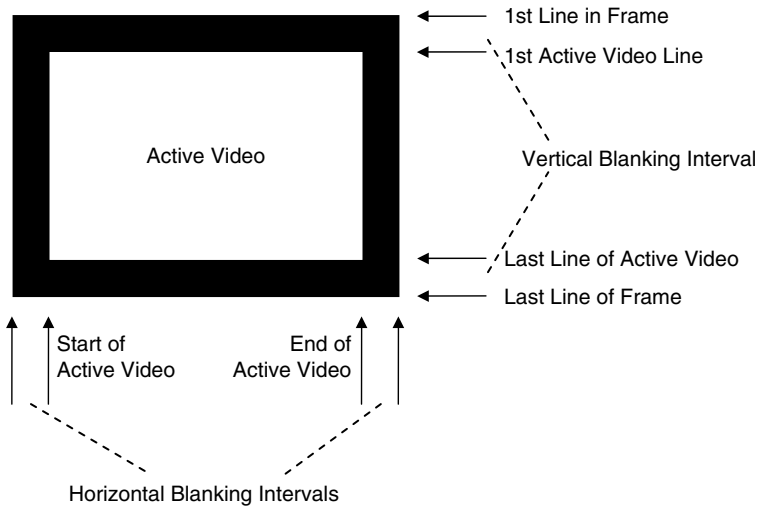 1st Line in Frame
1st Active Video Line
Active Video
Vertical Blanking Interval
Last Line of Active Video
Last Line of Frame
Start of
Active Video
End of
Active Video
Horizontal Blanking Intervals